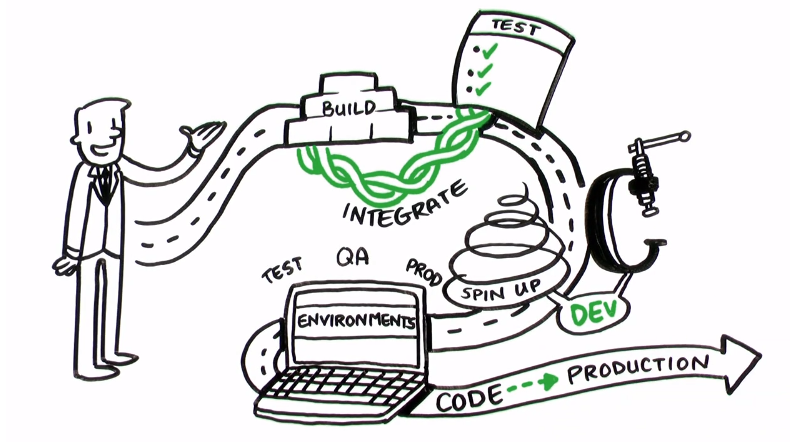 TEST
BUILD
INTEGRATE
TEST QA PROD
SPIN UP
DEV
ENVIRONMENTS
CODE PRODUCTION